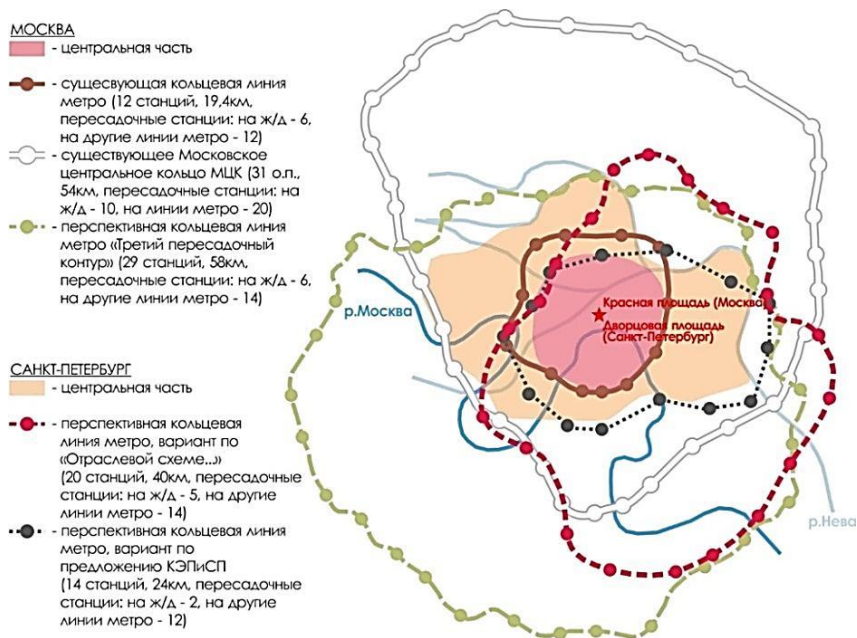 МОСКВА
- центральная часть
- сущесвующая кольцевая линия
метро (12 станций, 19,4км,
пересадочные станции: на ж/д - 6,
на другие линии метро - 12)
- существующее Московское
центральное кольцо МЦК (31 о.п.,
54км, пересадочные станции: на
ж/д - 10, на линии метро - 20)
- перспективная кольцевая линия
метро «Третий пересадочный
контур» (29 станций, 58км,
пересадочные станции: на ж/д - 6,
на другие линии метро - 14)
САНКТ-ПЕТЕРБУРГ
- центральная часть
- перспективная кольцевая
линия метро, вариант по
«Отраслевой схеме...»
(20 станций, 40км, пересадочные
станции: на ж/д - 5, на другие
линии метро - 14)
- перспективная кольцевая линия
метро, вариант по
предложению КЭПиСП
(14 станций, 24км, пересадочные
станции: на ж/д - 2, на другие
линии метро - 12)
р.Москва
Красная площадь (Москва)
Дворцовая площадь
(Санкт-Петербург)
р.Нева